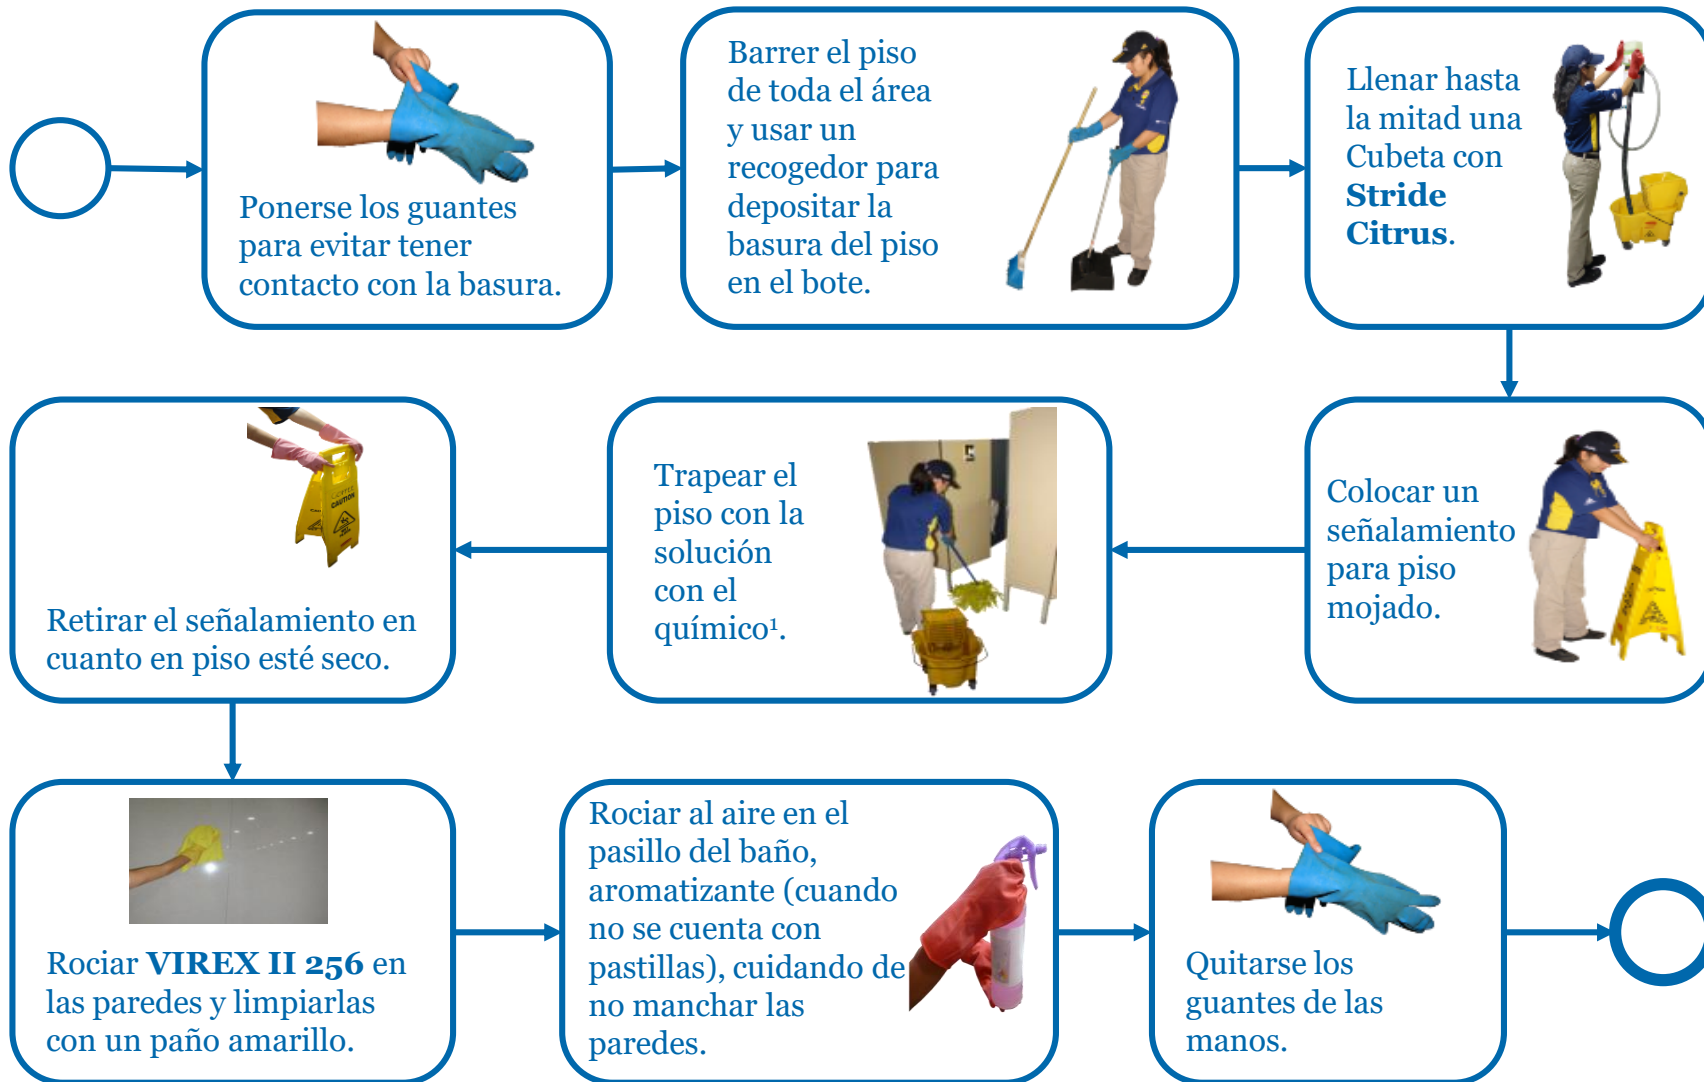 Ponerse los guantes
para evitar tener
contacto con la basura.
Barrer el piso
de toda el área
y usar un
recogedor para
depositar la
basura del piso
en el bote.
Llenar hasta
la mitad una
Cubeta con
Stride
Citrus.
Colocar un
señalamiento
para piso
mojado.
Trapear el
piso con la
solución
con el
químico¹.
CAUTION
Retirar el señalamiento en
cuanto en piso esté seco.
Rociar VIREX II 256 en
las paredes y limpiarlas
con un paño amarillo.
Rociar al aire en el
pasillo del baño,
aromatizante (cuando
no se cuenta con
pastillas), cuidando de
no manchar las
paredes.
Quitarse los
guantes de las
manos.